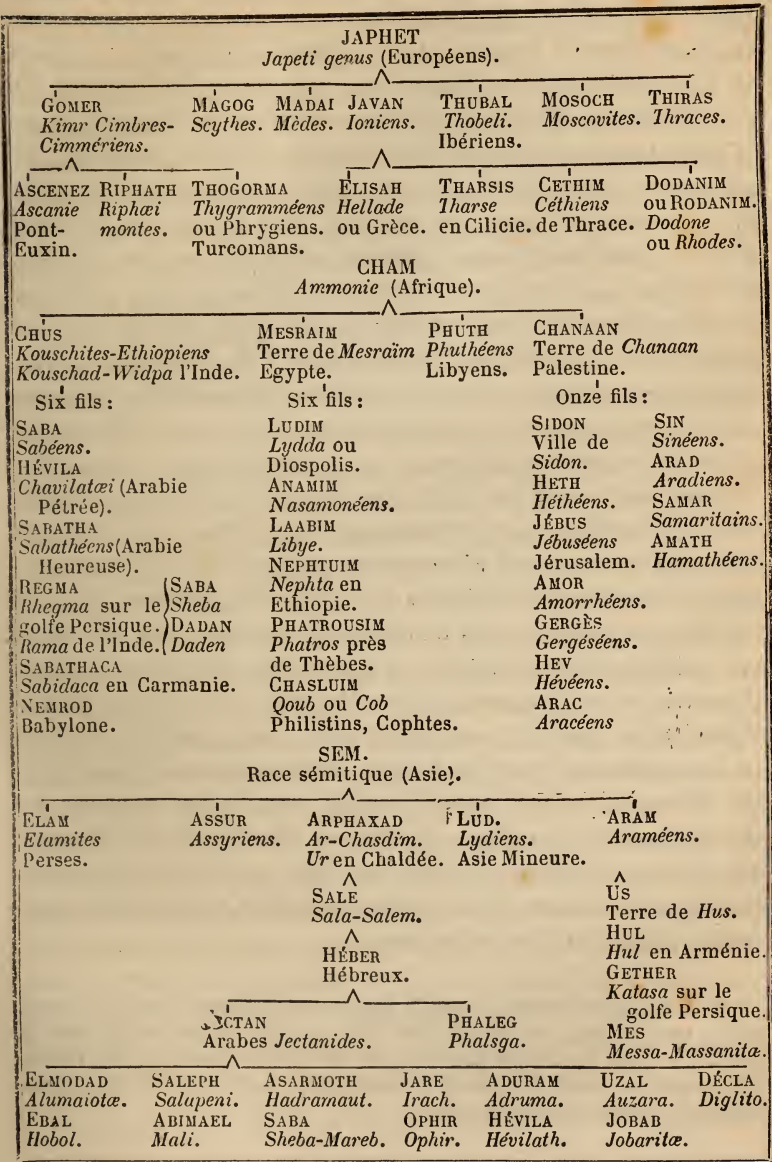 JAPHET
Japeti genus (Européens).
GOMER MAGOG MADAI JAVAN THUBAL MOSOCH THIRAS
Kimr Cimbres- Scythes. Mèdes. Ioniens. Thobeli. Moscovites. Thraces.
Cimmériens. Ibériens.
ASCENEZ RIPHATH THOGORMA ÉLISAH THARSIS CETHIM DODANIM
Ascanie Riphæi Thygramméens Hellade Tharse Céthiens ou RODANIM.
Pont- montes. ou Phrygiens. ou Grèce. en Cilicie. de Thrace. Dodone
Euxin. Turcomans. ou Rhodes.
CHAM
Ammonie (Afrique).
CHUS MESRAIM PHUTH CHANAAN
Kouschites-Ethiopiens Terre de Mesraïm Phuthéens Terre de Chanaan
Kouschad-Widpa l'Inde. Egypte. Libyens. Palestine.
Six fils : Six fils : Onze fils :
SABA LUDIM SIDON SIN
Sabéens. Lydda ou Ville de Sinéens.
HÉVILA Diospolis. Sidon. ARAD
Chavilatæi (Arabie ANAMIM HETH Aradiens.
Pétrée). Nasamonéens. Héthéens. SAMAR
SABATHA LAABIM JÉBUS Samaritains.
Sabathéens (Arabie Libye. Jébuséens AMATH
Heureuse). NEPHTUIM Jérusalem. Hamathéens.
REGMA SABA Nephta en AMOR
Rhegma sur le Sheba Ethiopie. Amorrhéens.
golfe Persique. DADAN PHATROUSIM GERGÈS
Rama de l'Inde. Daden Phatros près Gergéséens.
SABATHACA de Thèbes. HEV
Sabidaca en Carmanie. CHASLUIM Hévéens.
NEMROD Qoub ou Cob ARAC
Babylone. Philistins, Cophtes. Aracéens
SEM.
Race sémitique (Asie).
ELAM ASSUR ARPHAXAD LUD. ARAM
Elamites Assyriens. Ar-Chasdim. Lydiens. Araméens.
Perses. Ur en Chaldée. Asie Mineure.
SALE US
Sala-Salem. Terre de Hus.
HUL
HÉBER Hul en Arménie.
Hébreux. GETHER
Katasa sur le
golfe Persique.
JECTAN PHALEG MES
Arabes Jectanides. Phalsga. Messa-Massanitæ.
ELMODAD SALEPH ASARMOTH JARE ADURAM UZAL DÉCLA
Alumaiotæ. Salupeni. Hadramaut. Irach. Adruma. Auzara. Diglito.
EBAL ABIMAEL SABA OPHIR HÉVILA JOBAB
Hobol. Mali. Sheba-Mareb. Ophir. Hévilath. Jobaritæ.